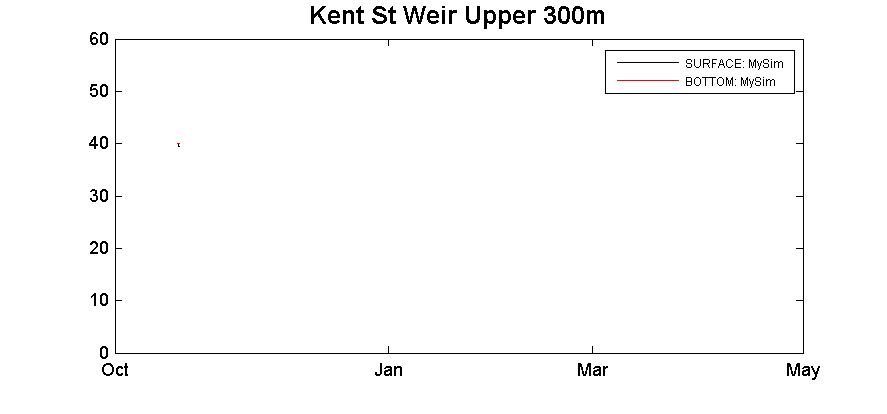 Kent St Weir Upper 300m
60
50
40
30
20
10
0
SURFACE: MySim
BOTTOM: MySim
Oct Jan Mar May